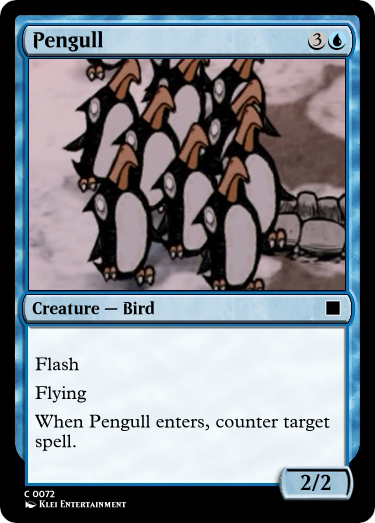 Pengull 3
Creature — Bird
Flash
Flying
When Pengull enters, counter target
spell.
2/2
C 0072
Klei Entertainment